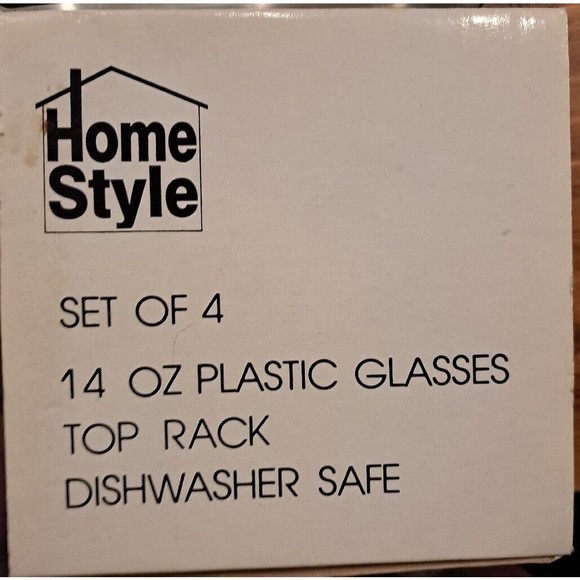 Home
Style
SET OF 4
14 OZ PLASTIC GLASSES
TOP RACK
DISHWASHER SAFE